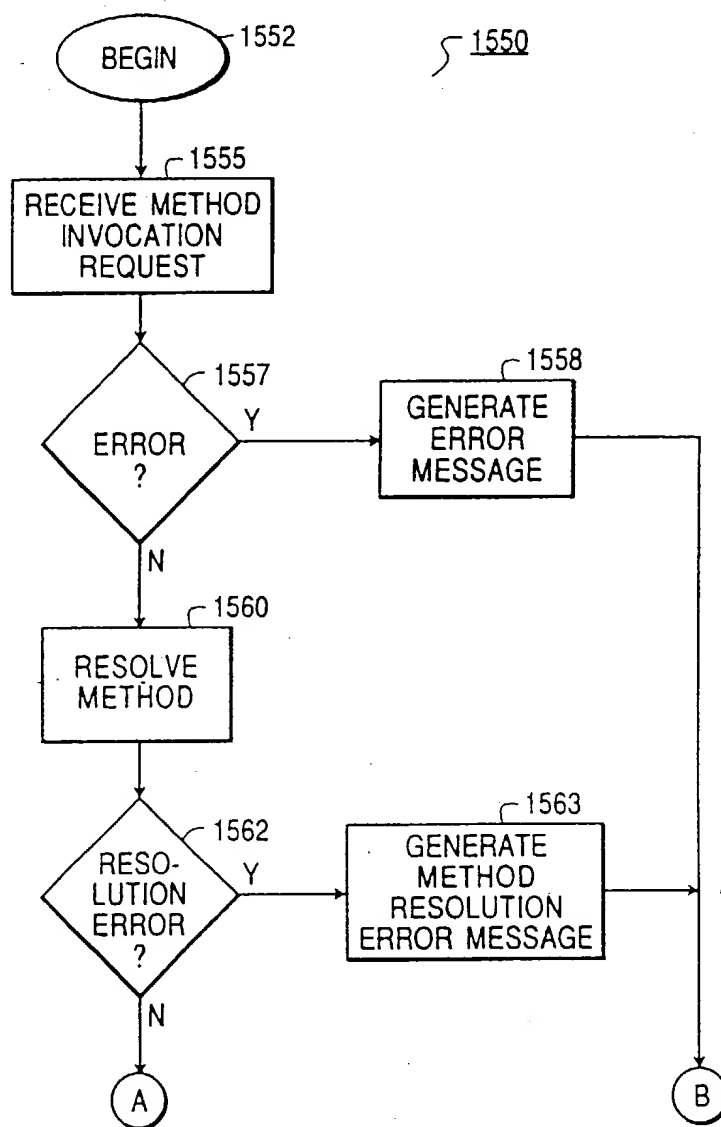 1552
BEGIN
1550
1555
RECEIVE METHOD
INVOCATION
REQUEST
1557
ERROR
?
Y
N
1558
GENERATE
ERROR
MESSAGE
1560
RESOLVE
METHOD
1562
RESO-
LUTION
ERROR
?
Y
N
1563
GENERATE
METHOD
RESOLUTION
ERROR MESSAGE
A
B